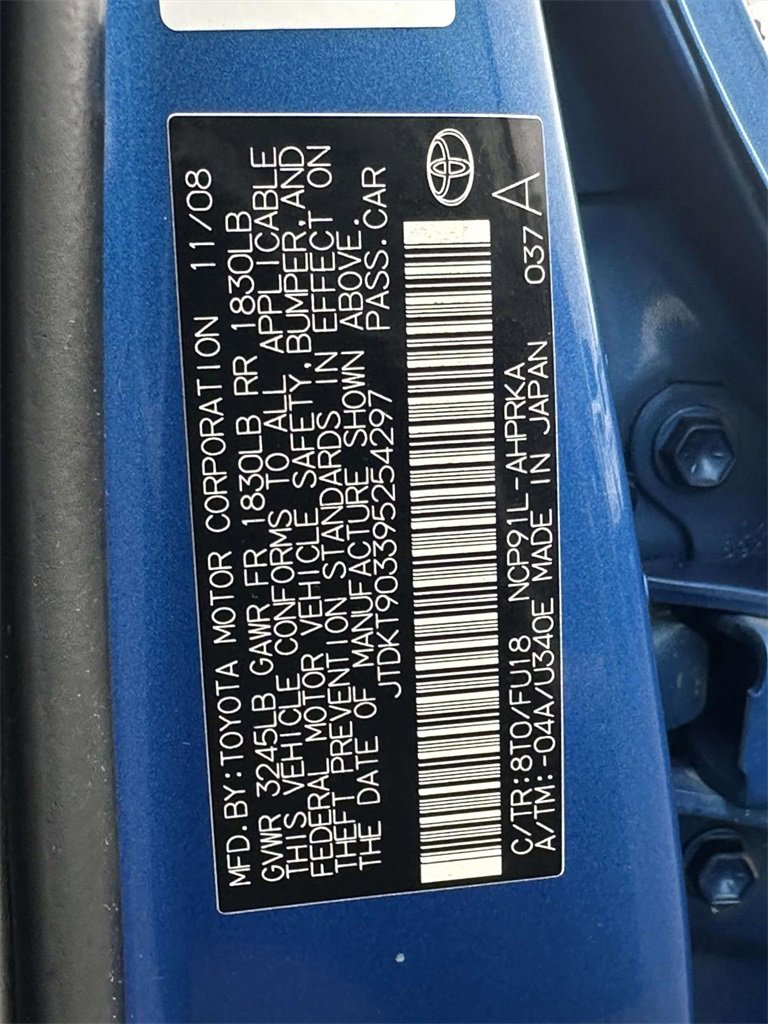 MFD.BY:TOYOTA MOTOR CORPORATION 11/08
GVWR 3245LB GAWR FR 1830LB RR 1830LB
THIS VEHICLE CONFORMS TO ALL APPLICABLE
FEDERAL MOTOR VEHICLE SAFETY,BUMPER,AND
THEFT PREVENTION STANDARDS IN EFFECT ON
THE DATE OF MANUFACTURE SHOWN ABOVE.
JTDKT903395254297 PASS.CAR
C/TR:8T0/FU18 NCP91L-AHPRKA 037 A
A/TM:-04A/U340E MADE IN JAPAN